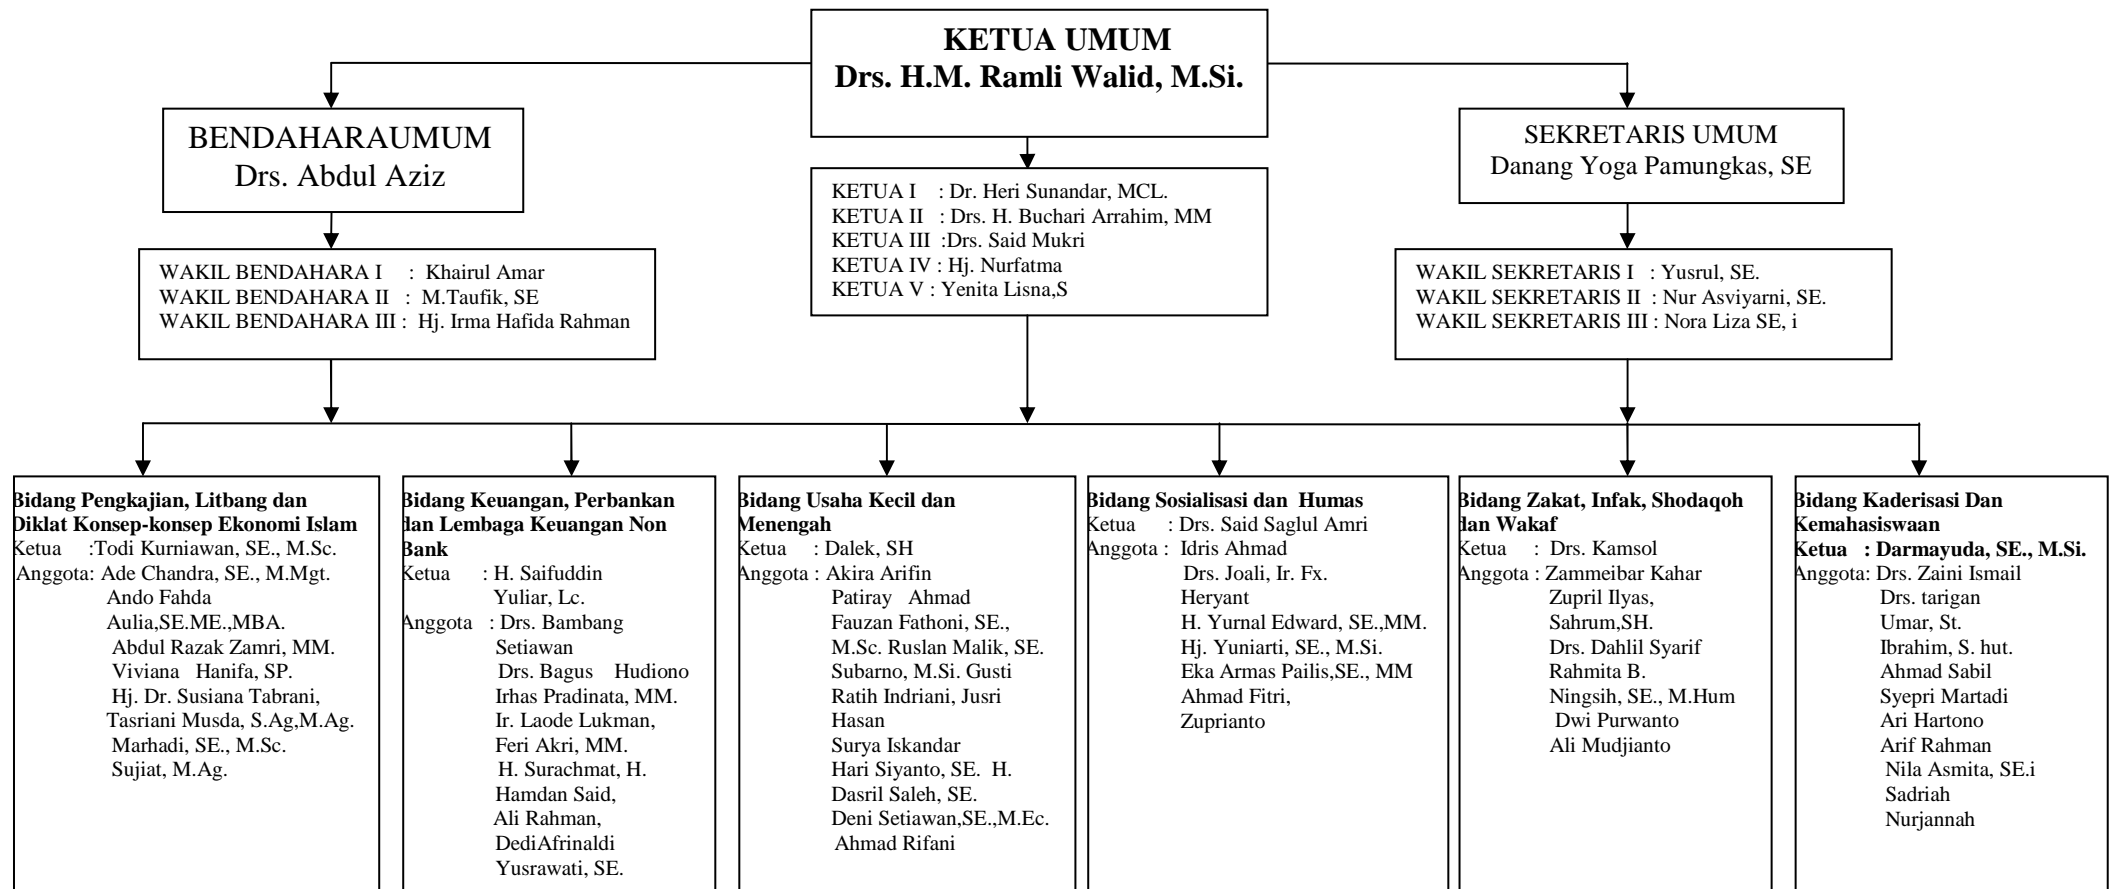 KETUA UMUM
Drs. H.M. Ramli Walid, M.Si.
BENDAHARAUMUM
Drs. Abdul Aziz
SEKRETARIS UMUM
Danang Yoga Pamungkas, SE
KETUA I : Dr. Heri Sunandar, MCL.
KETUA II : Drs. H. Buchari Arrahim, MM
KETUA III :Drs. Said Mukri
KETUA IV : Hj. Nurfatma
KETUA V : Yenita Lisna,S
WAKIL BENDAHARA I : Khairul Amar
WAKIL BENDAHARA II : M.Taufik, SE
WAKIL BENDAHARA III : Hj. Irma Hafida Rahman
WAKIL SEKRETARIS I : Yusrul, SE.
WAKIL SEKRETARIS II : Nur Asviyarni, SE.
WAKIL SEKRETARIS III : Nora Liza SE, i
Bidang Pengkajian, Litbang dan
Diklat Konsep-konsep Ekonomi Islam
Ketua :Todi Kurniawan, SE., M.Sc.
Anggota: Ade Chandra, SE., M.Mgt.
Ando Fahda
Aulia,SE.ME.,MBA.
Abdul Razak Zamri, MM.
Viviana Hanifa, SP.
Hj. Dr. Susiana Tabrani,
Tasriani Musda, S.Ag,M.Ag.
Marhadi, SE., M.Sc.
Sujiat, M.Ag.
Bidang Keuangan, Perbankan
dan Lembaga Keuangan Non
Bank
Ketua : H. Saifuddin
Yuliar, Lc.
Anggota : Drs. Bambang
Setiawan
Drs. Bagus Hudiono
Irhas Pradinata, MM.
Ir. Laode Lukman,
Feri Akri, MM.
H. Surachmat, H.
Hamdan Said,
Ali Rahman,
DediAfrinaldi
Yusrawati, SE.
Bidang Usaha Kecil dan
Menengah
Ketua : Dalek, SH
Anggota : Akira Arifin
Patiray Ahmad
Fauzan Fathoni, SE.,
M.Sc. Ruslan Malik, SE.
Subarno, M.Si. Gusti
Ratih Indriani, Jusri
Hasan
Surya Iskandar
Hari Siyanto, SE. H.
Dasril Saleh, SE.
Deni Setiawan,SE.,M.Ec.
Ahmad Rifani
Bidang Sosialisasi dan Humas
Ketua : Drs. Said Saglul Amri
Anggota : Idris Ahmad
Drs. Joali, Ir. Fx.
Heryant
H. Yurnal Edward, SE.,MM.
Hj. Yuniarti, SE., M.Si.
Eka Armas Pailis,SE., MM
Ahmad Fitri,
Zuprianto
Bidang Zakat, Infak, Shodaqoh
dan Wakaf
Ketua : Drs. Kamsol
Anggota : Zammeibar Kahar
Zupril Ilyas,
Sahrum,SH.
Drs. Dahlil Syarif
Rahmita B.
Ningsih, SE., M.Hum
Dwi Purwanto
Ali Mudjianto
Bidang Kaderisasi Dan
Kemahasiswaan
Ketua : Darmayuda, SE., M.Si.
Anggota: Drs. Zaini Ismail
Drs. tarigan
Umar, St.
Ibrahim, S. hut.
Ahmad Sabil
Syepri Martadi
Ari Hartono
Arif Rahman
Nila Asmita, SE.i
Sadriah
Nurjannah